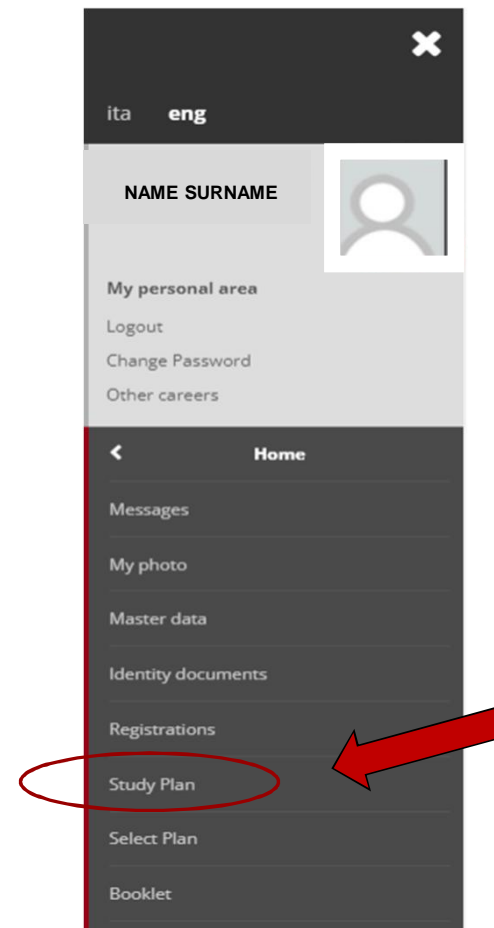 ita eng
NAME SURNAME
My personal area
Logout
Change Password
Other careers
Home
Messages
My photo
Master data
Identity documents
Registrations
Study Plan
Select Plan
Booklet